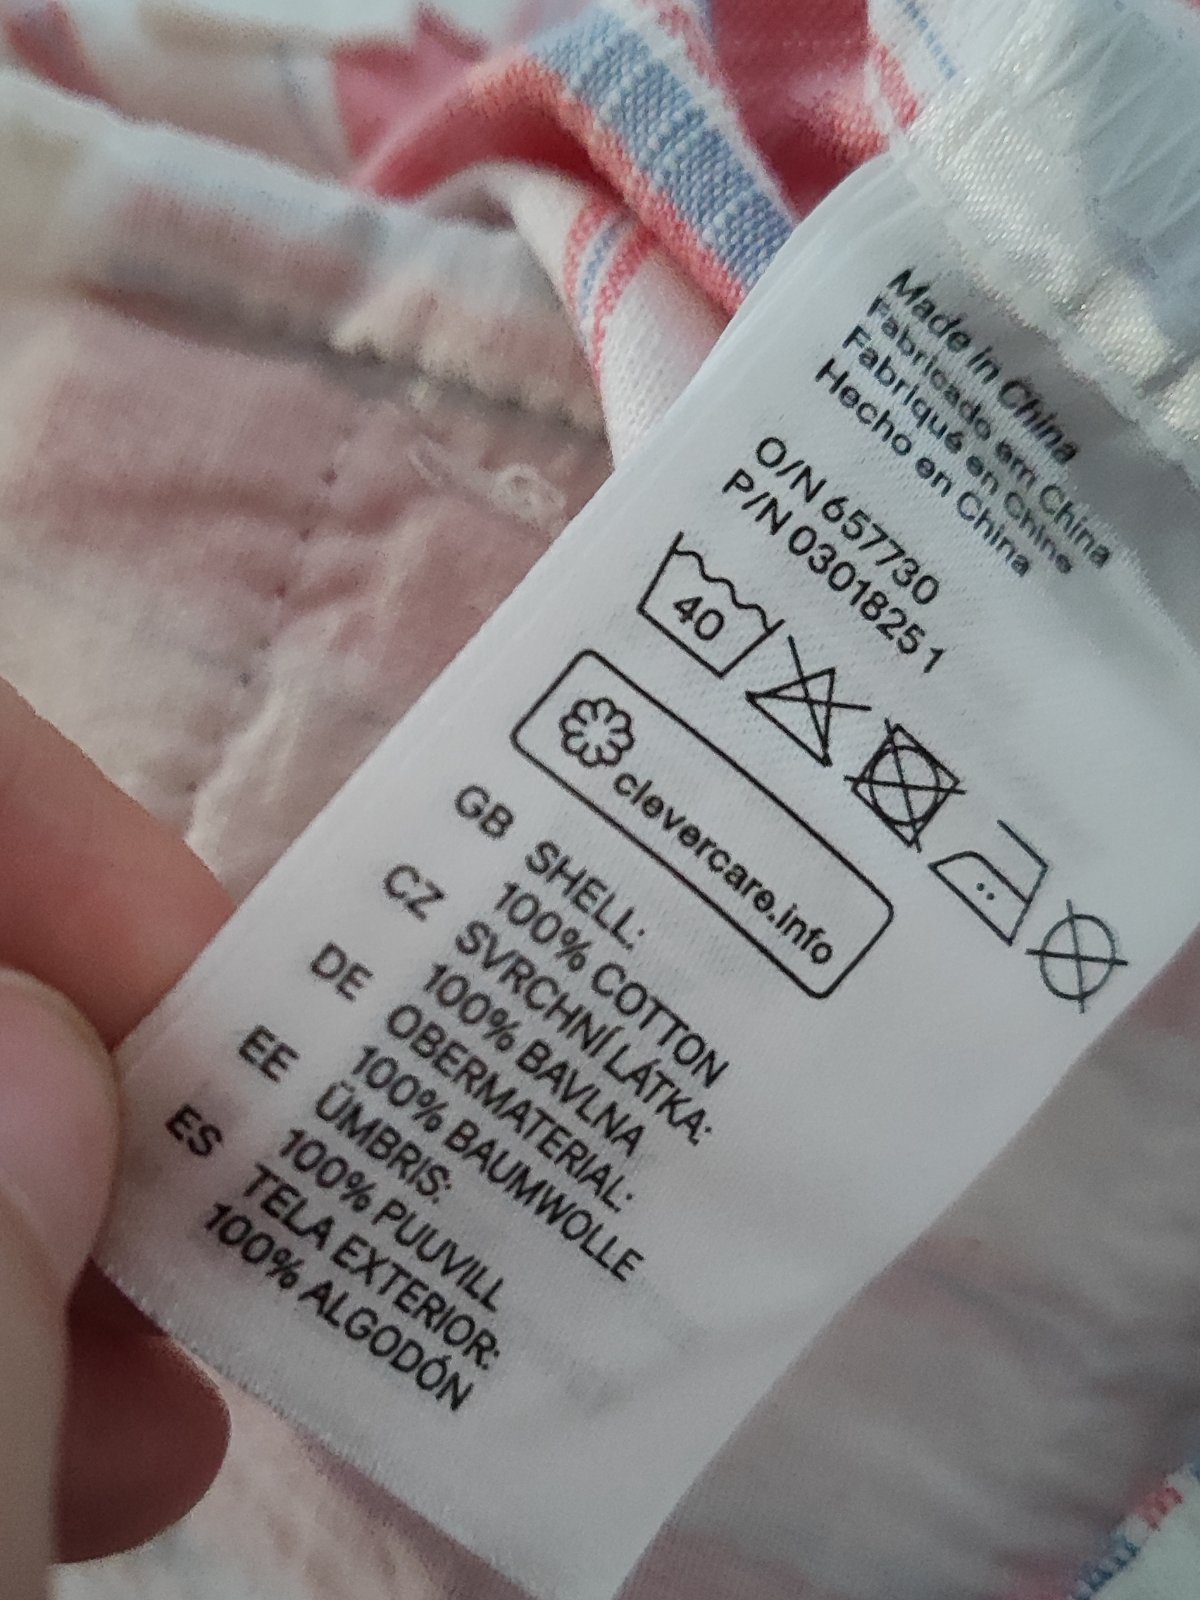 Made in China
Fabricado em China
Fabriqué en Chine
Hecho en China
O/N 657730
P/N 03018251
40
clevercare.info
GB SHELL:
100% COTTON
CZ SVRCHNÍ LÁTKA:
100% BAVLNA
DE OBERMATERIAL:
100% BAUMWOLLE
EE ÜMBRIS:
100% PUUVILL
ES TELA EXTERIOR:
100% ALGODÓN